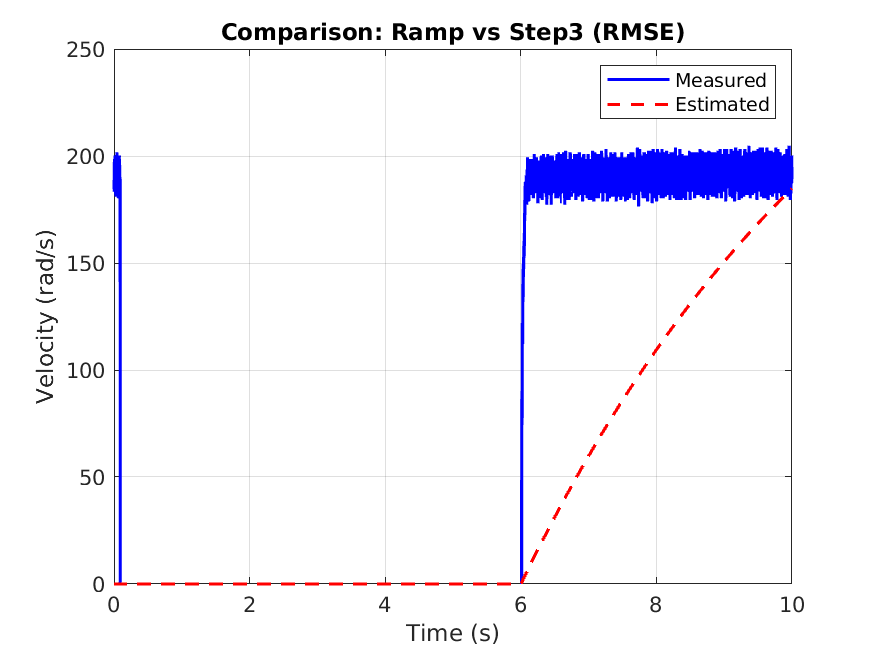 Comparison: Ramp vs Step3 (RMSE)
250
200
150
100
50
0
Velocity (rad/s)
Measured
Estimated
0 2 4 6 8 10
Time (s)